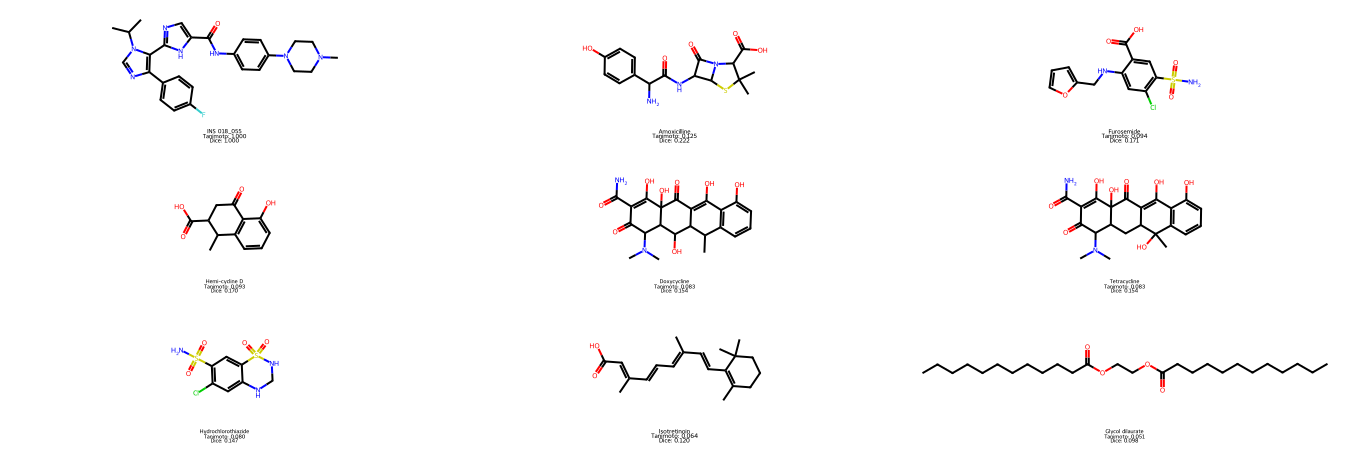 INS 018_055
Tanimoto: 1.000
Dice: 1.000
Amoxicilline
Tanimoto: 0.125
Dice: 0.222
Furosemide
Tanimoto: 0.094
Dice: 0.171
Hemi-cycline D
Tanimoto: 0.093
Dice: 0.170
Doxycycline
Tanimoto: 0.083
Dice: 0.154
Tetracycline
Tanimoto: 0.083
Dice: 0.154
Hydrochlorothiazide
Tanimoto: 0.080
Dice: 0.147
Isotretinoin
Tanimoto: 0.064
Dice: 0.120
Glycol dilaurate
Tanimoto: 0.051
Dice: 0.098